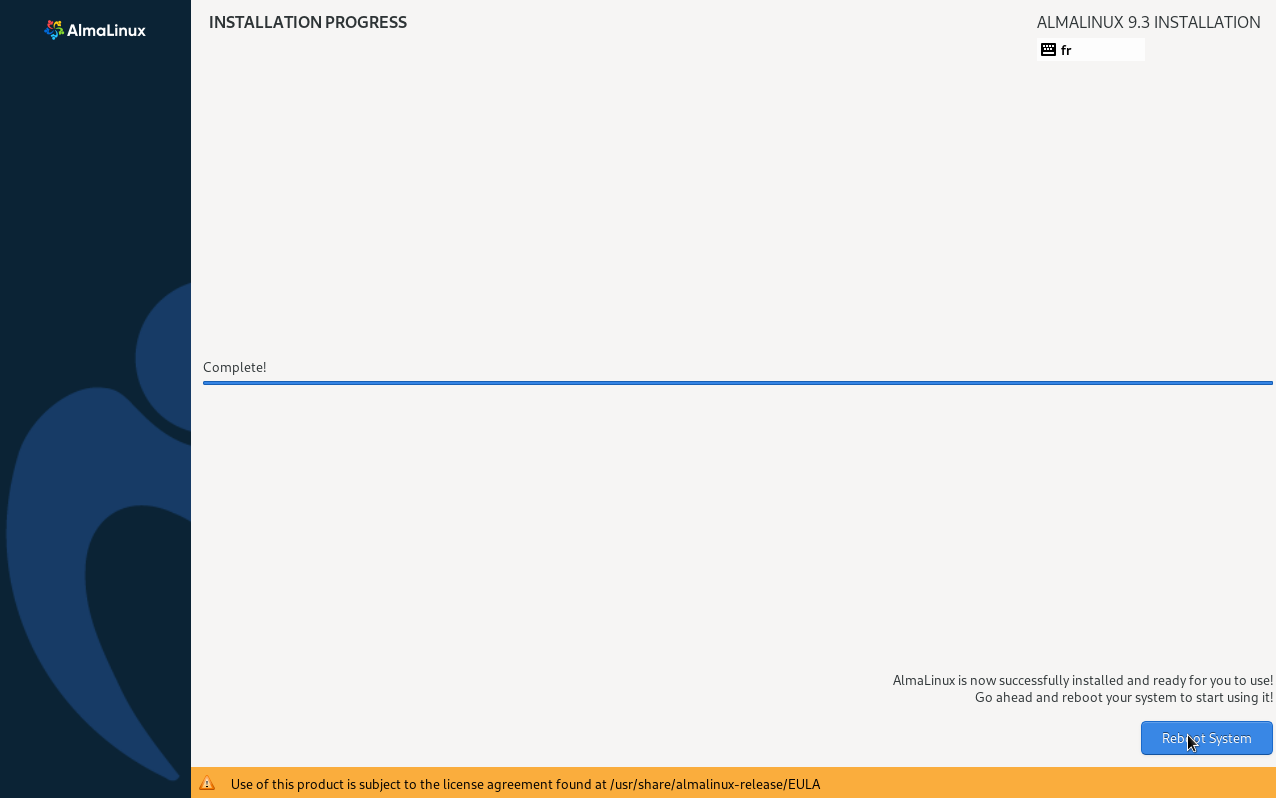 AlmaLinux
INSTALLATION PROGRESS
ALMALINUX 9.3 INSTALLATION
fr
Complete!
AlmaLinux is now successfully installed and ready for you to use!
Go ahead and reboot your system to start using it!
Reboot System
Use of this product is subject to the license agreement found at /usr/share/almalinux-release/EULA